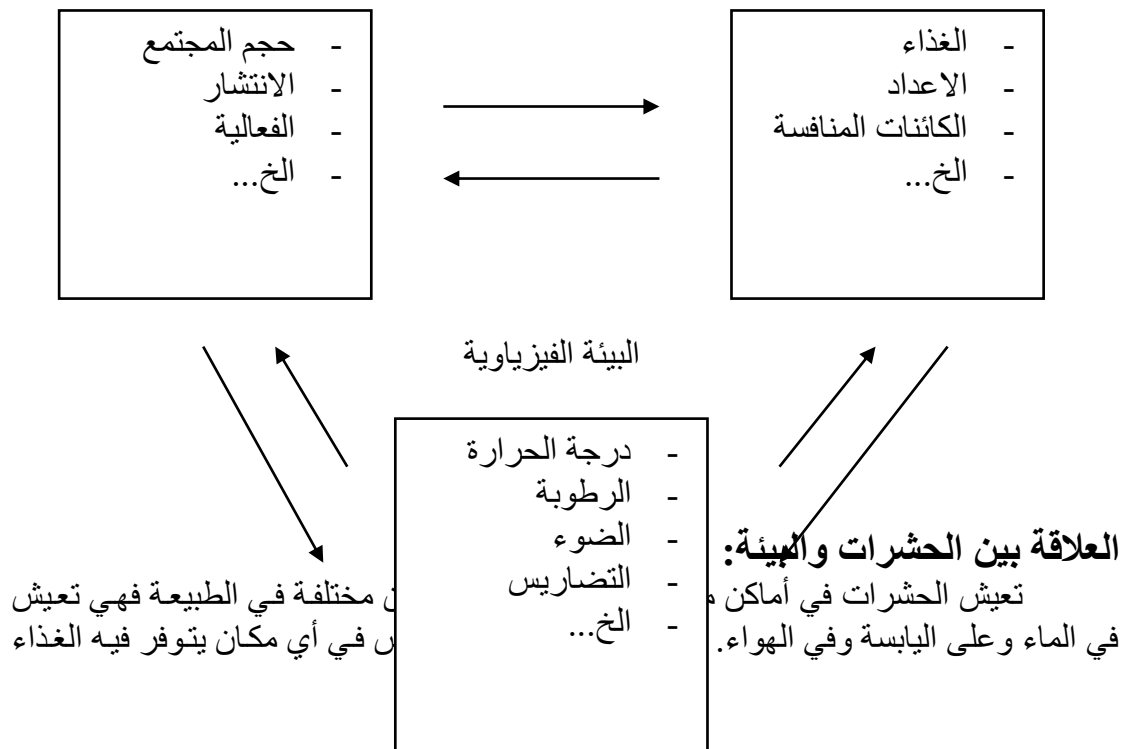 - الغذاء
- الاعداد
- الكائنات المنافسة
- الخ...
- حجم المجتمع
- الانتشار
- الفعالية
- الخ...
البيئة الفيزياوية
- درجة الحرارة
- الرطوبة
- الضوء
- التضاريس
- الخ...
العلاقة بين الحشرات والبيئة:
تعيش الحشرات في أماكن مختلفة في الطبيعة فهي تعيش
في الماء وعلى اليابسة وفي الهواء. في أي مكان يتوفر فيه الغذاء